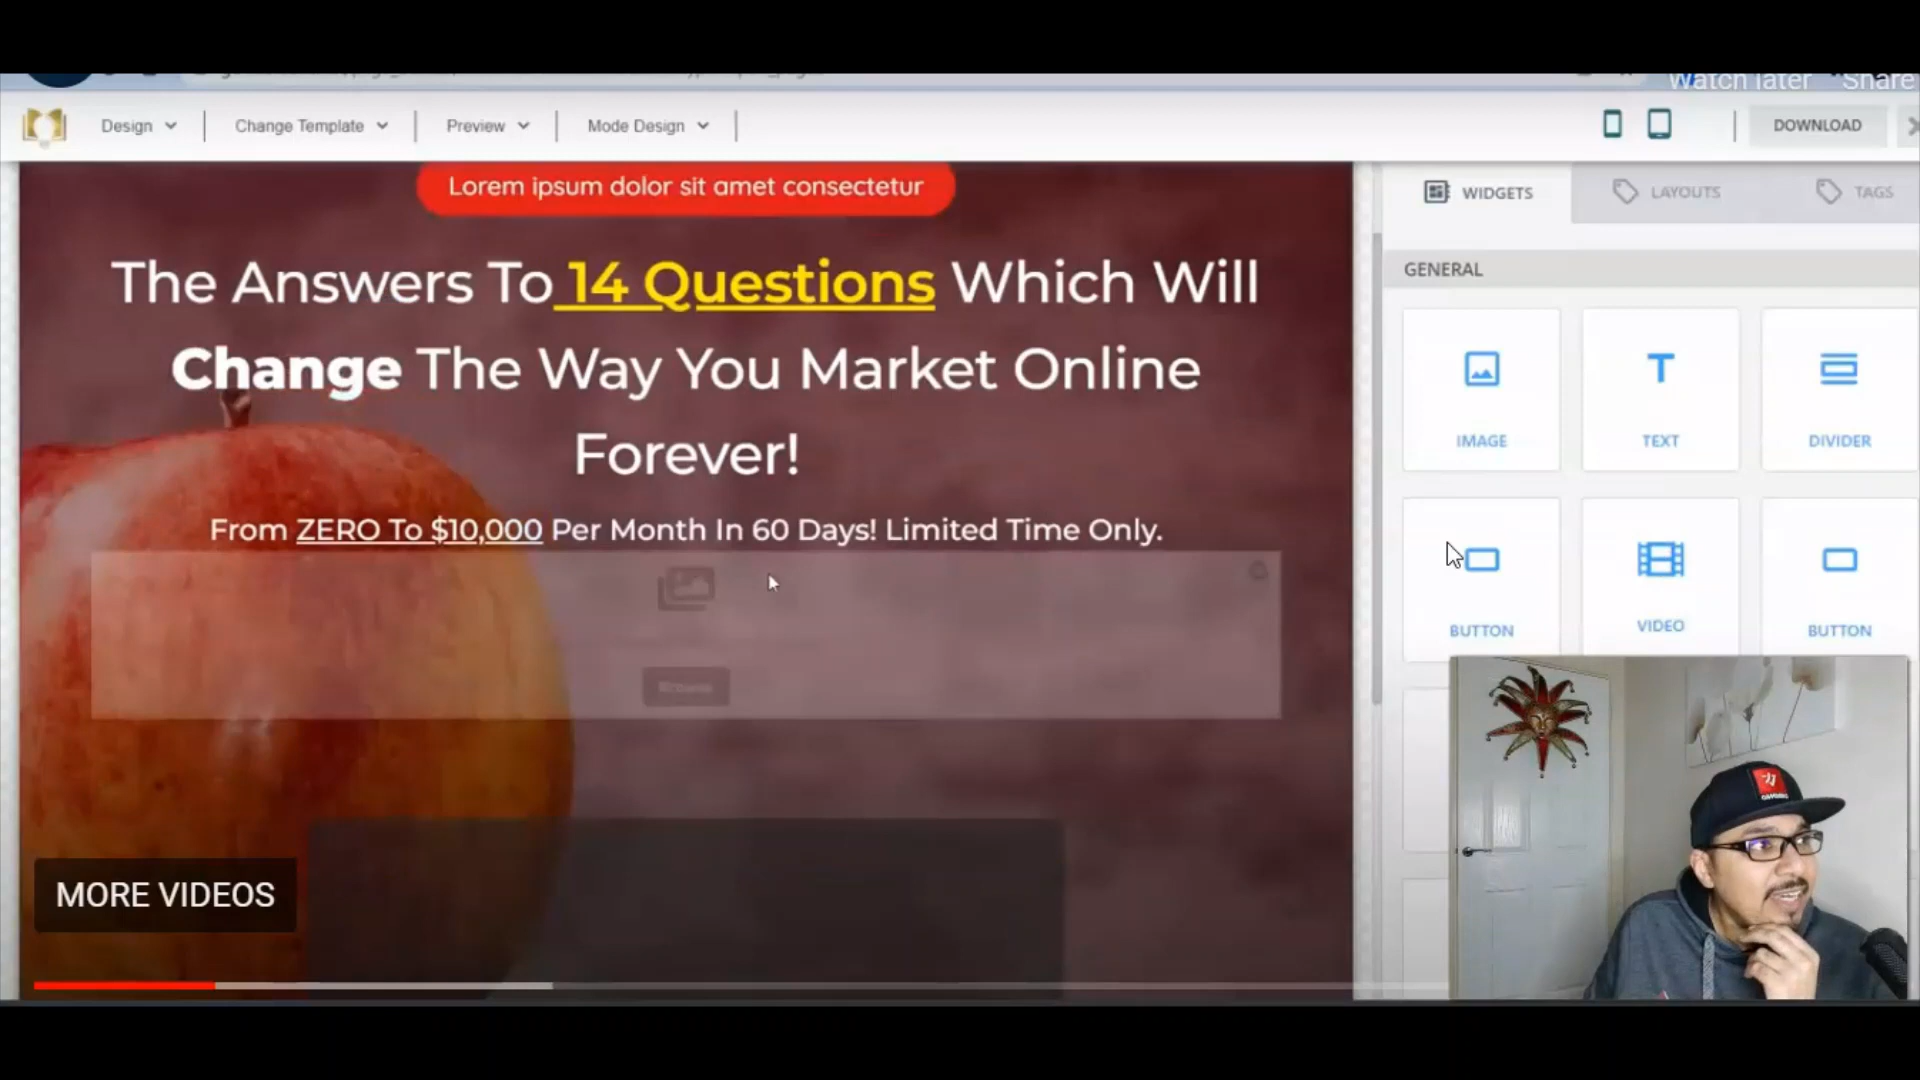 Watch later Share
Design Change Template Preview Mode Design DOWNLOAD
WIDGETS LAYOUTS TAGS
Lorem ipsum dolor sit amet consectetur
The Answers To 14 Questions Which Will
Change The Way You Market Online
Forever!
From ZERO To $10,000 Per Month In 60 Days! Limited Time Only.
GENERAL
IMAGE TEXT DIVIDER
BUTTON VIDEO BUTTON
MORE VIDEOS